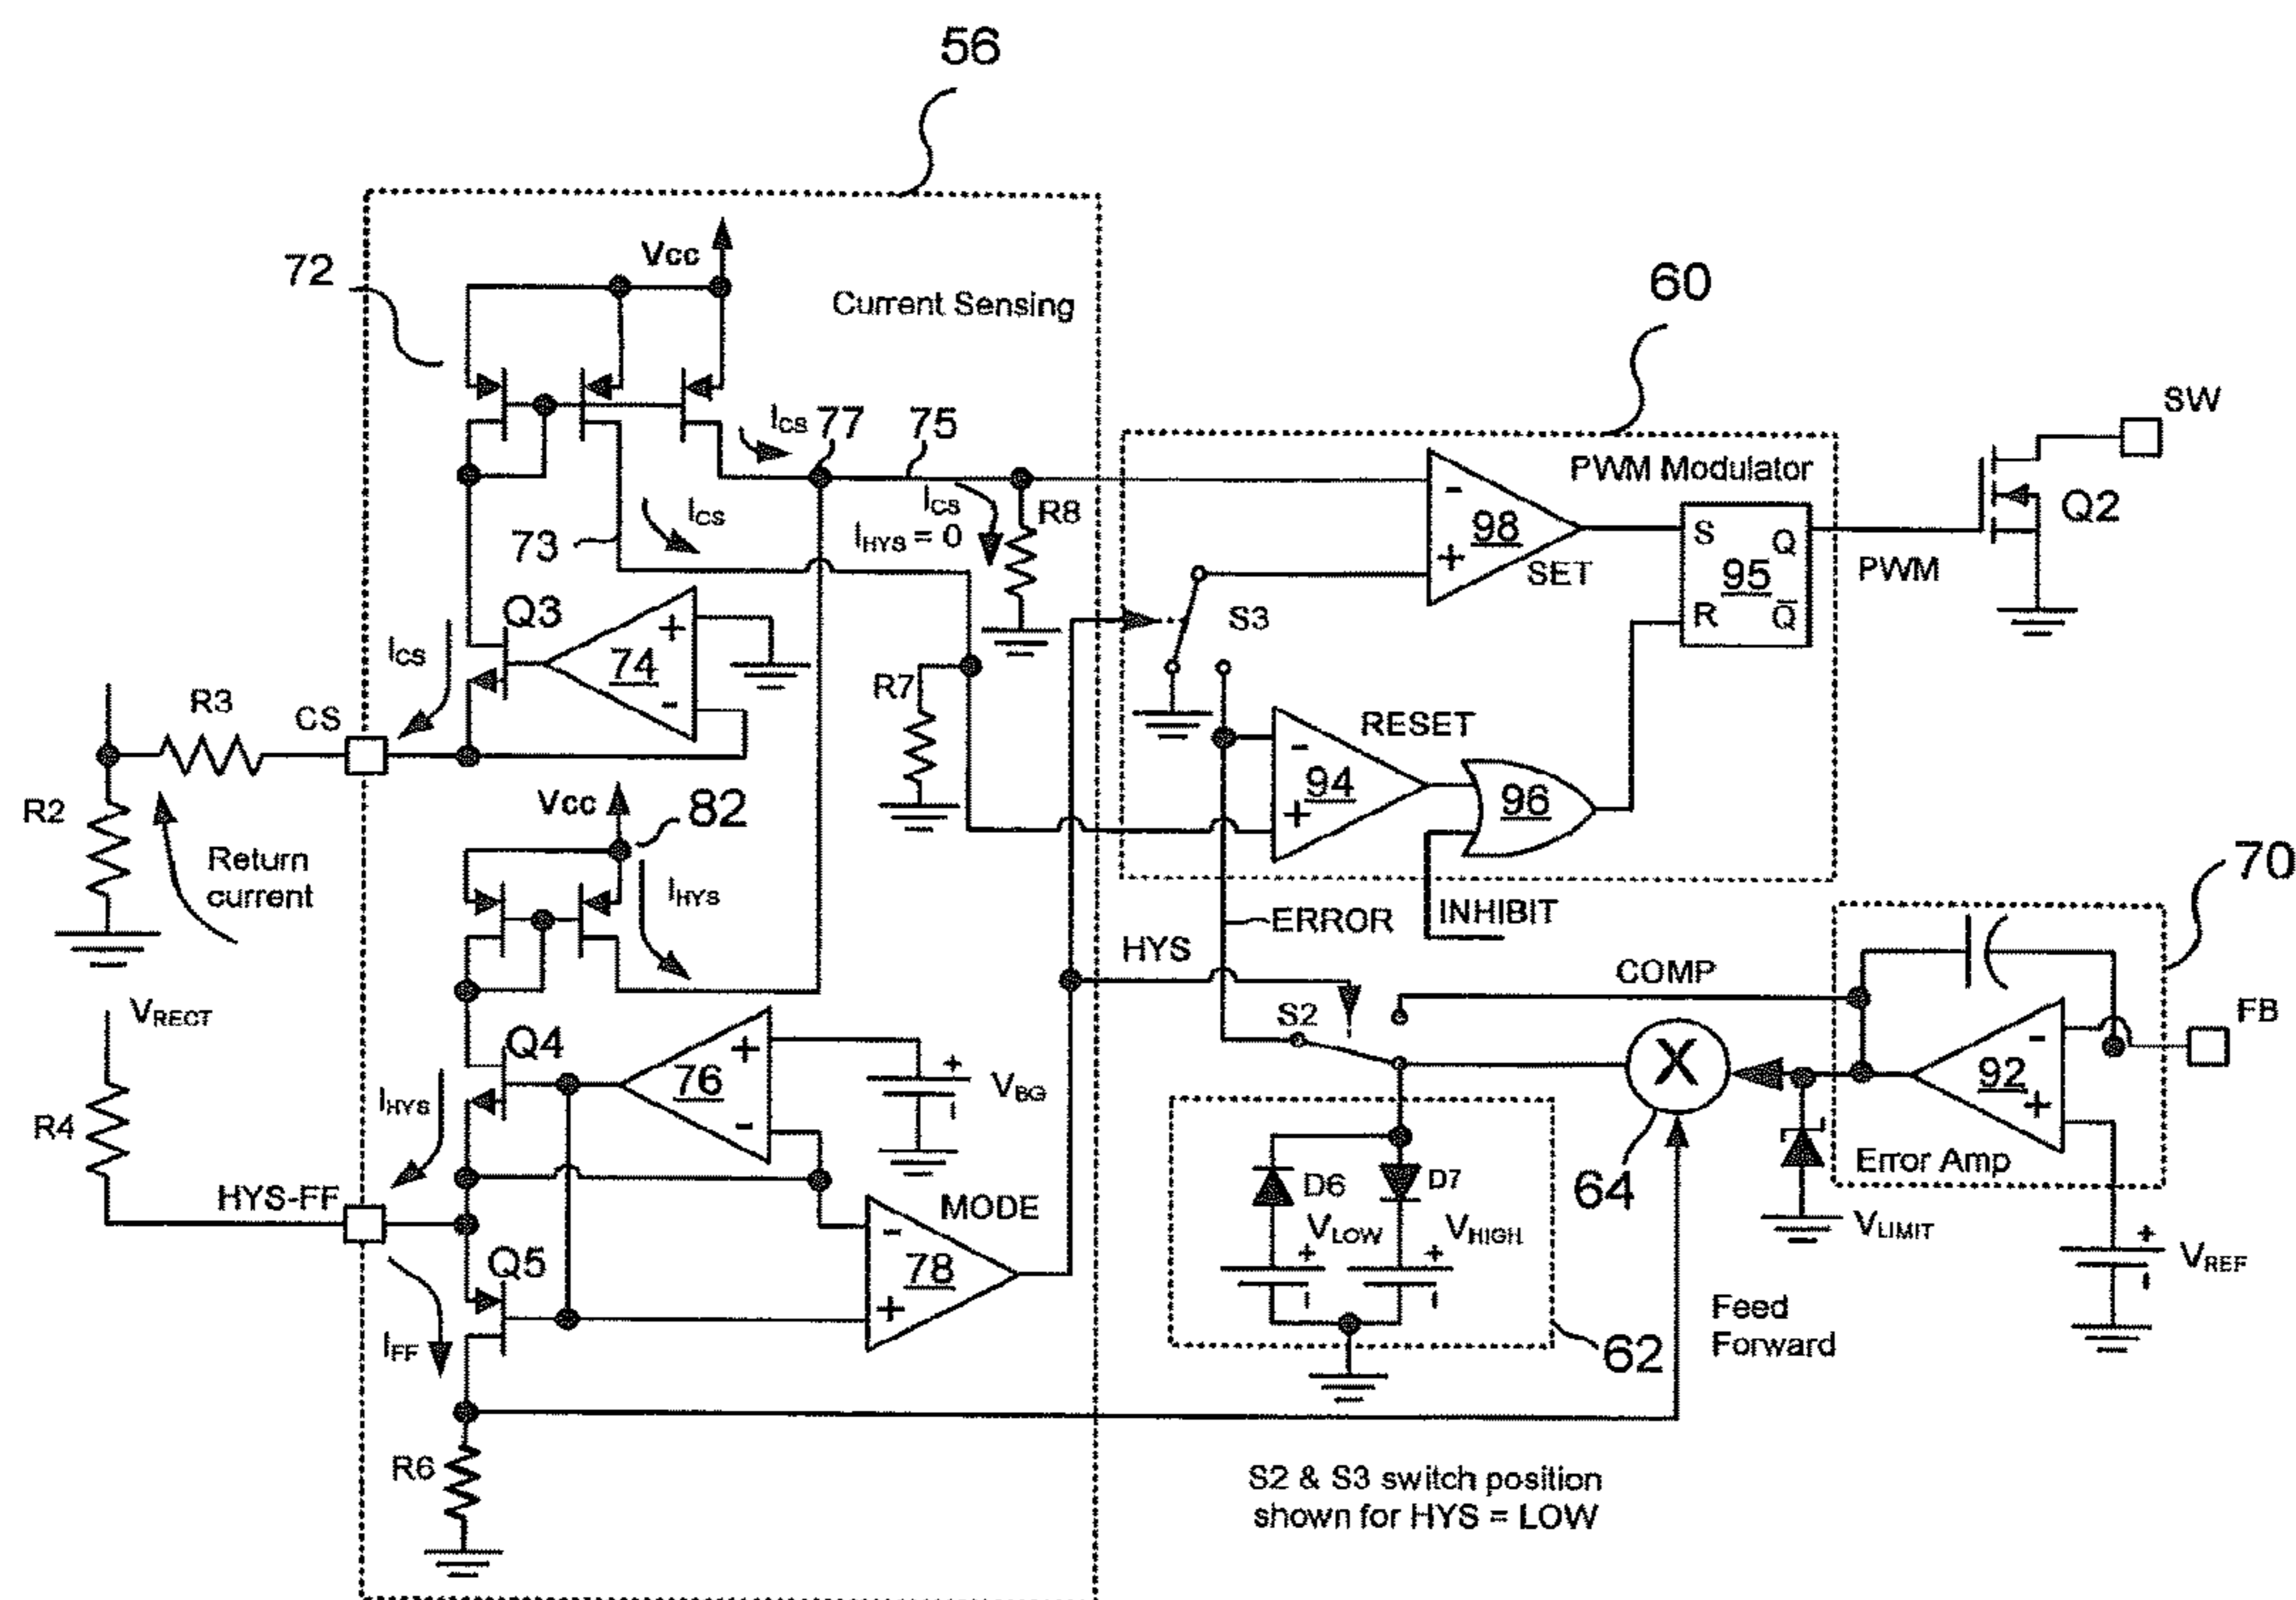 56
Vcc
72
Current Sensing
60
SW
ICS
77
75
PWM Modulator
ICS
IHYS = 0
R8
-
98
+
SET
S
Q
95
R
Q̅
PWM
Q2
73
ICS
Q3
+
74
-
ICS
S3
R7
R3
CS
RESET
-
94
+
96
R2
Return
current
Vcc
82
IHYS
ERROR
INHIBIT
70
HYS
COMP
VRECT
Q4
+
76
-
+
VBG
-
S2
X
-
92
+
FB
IHYS
R4
64
Error Amp
HYS-FF
D6
D7
MODE
VLOW
VHIGH
VLIMIT
+
VREF
-
Q5
-
78
+
+
-
+
-
IFF
Feed
Forward
62
R6
S2 & S3 switch position
shown for HYS = LOW